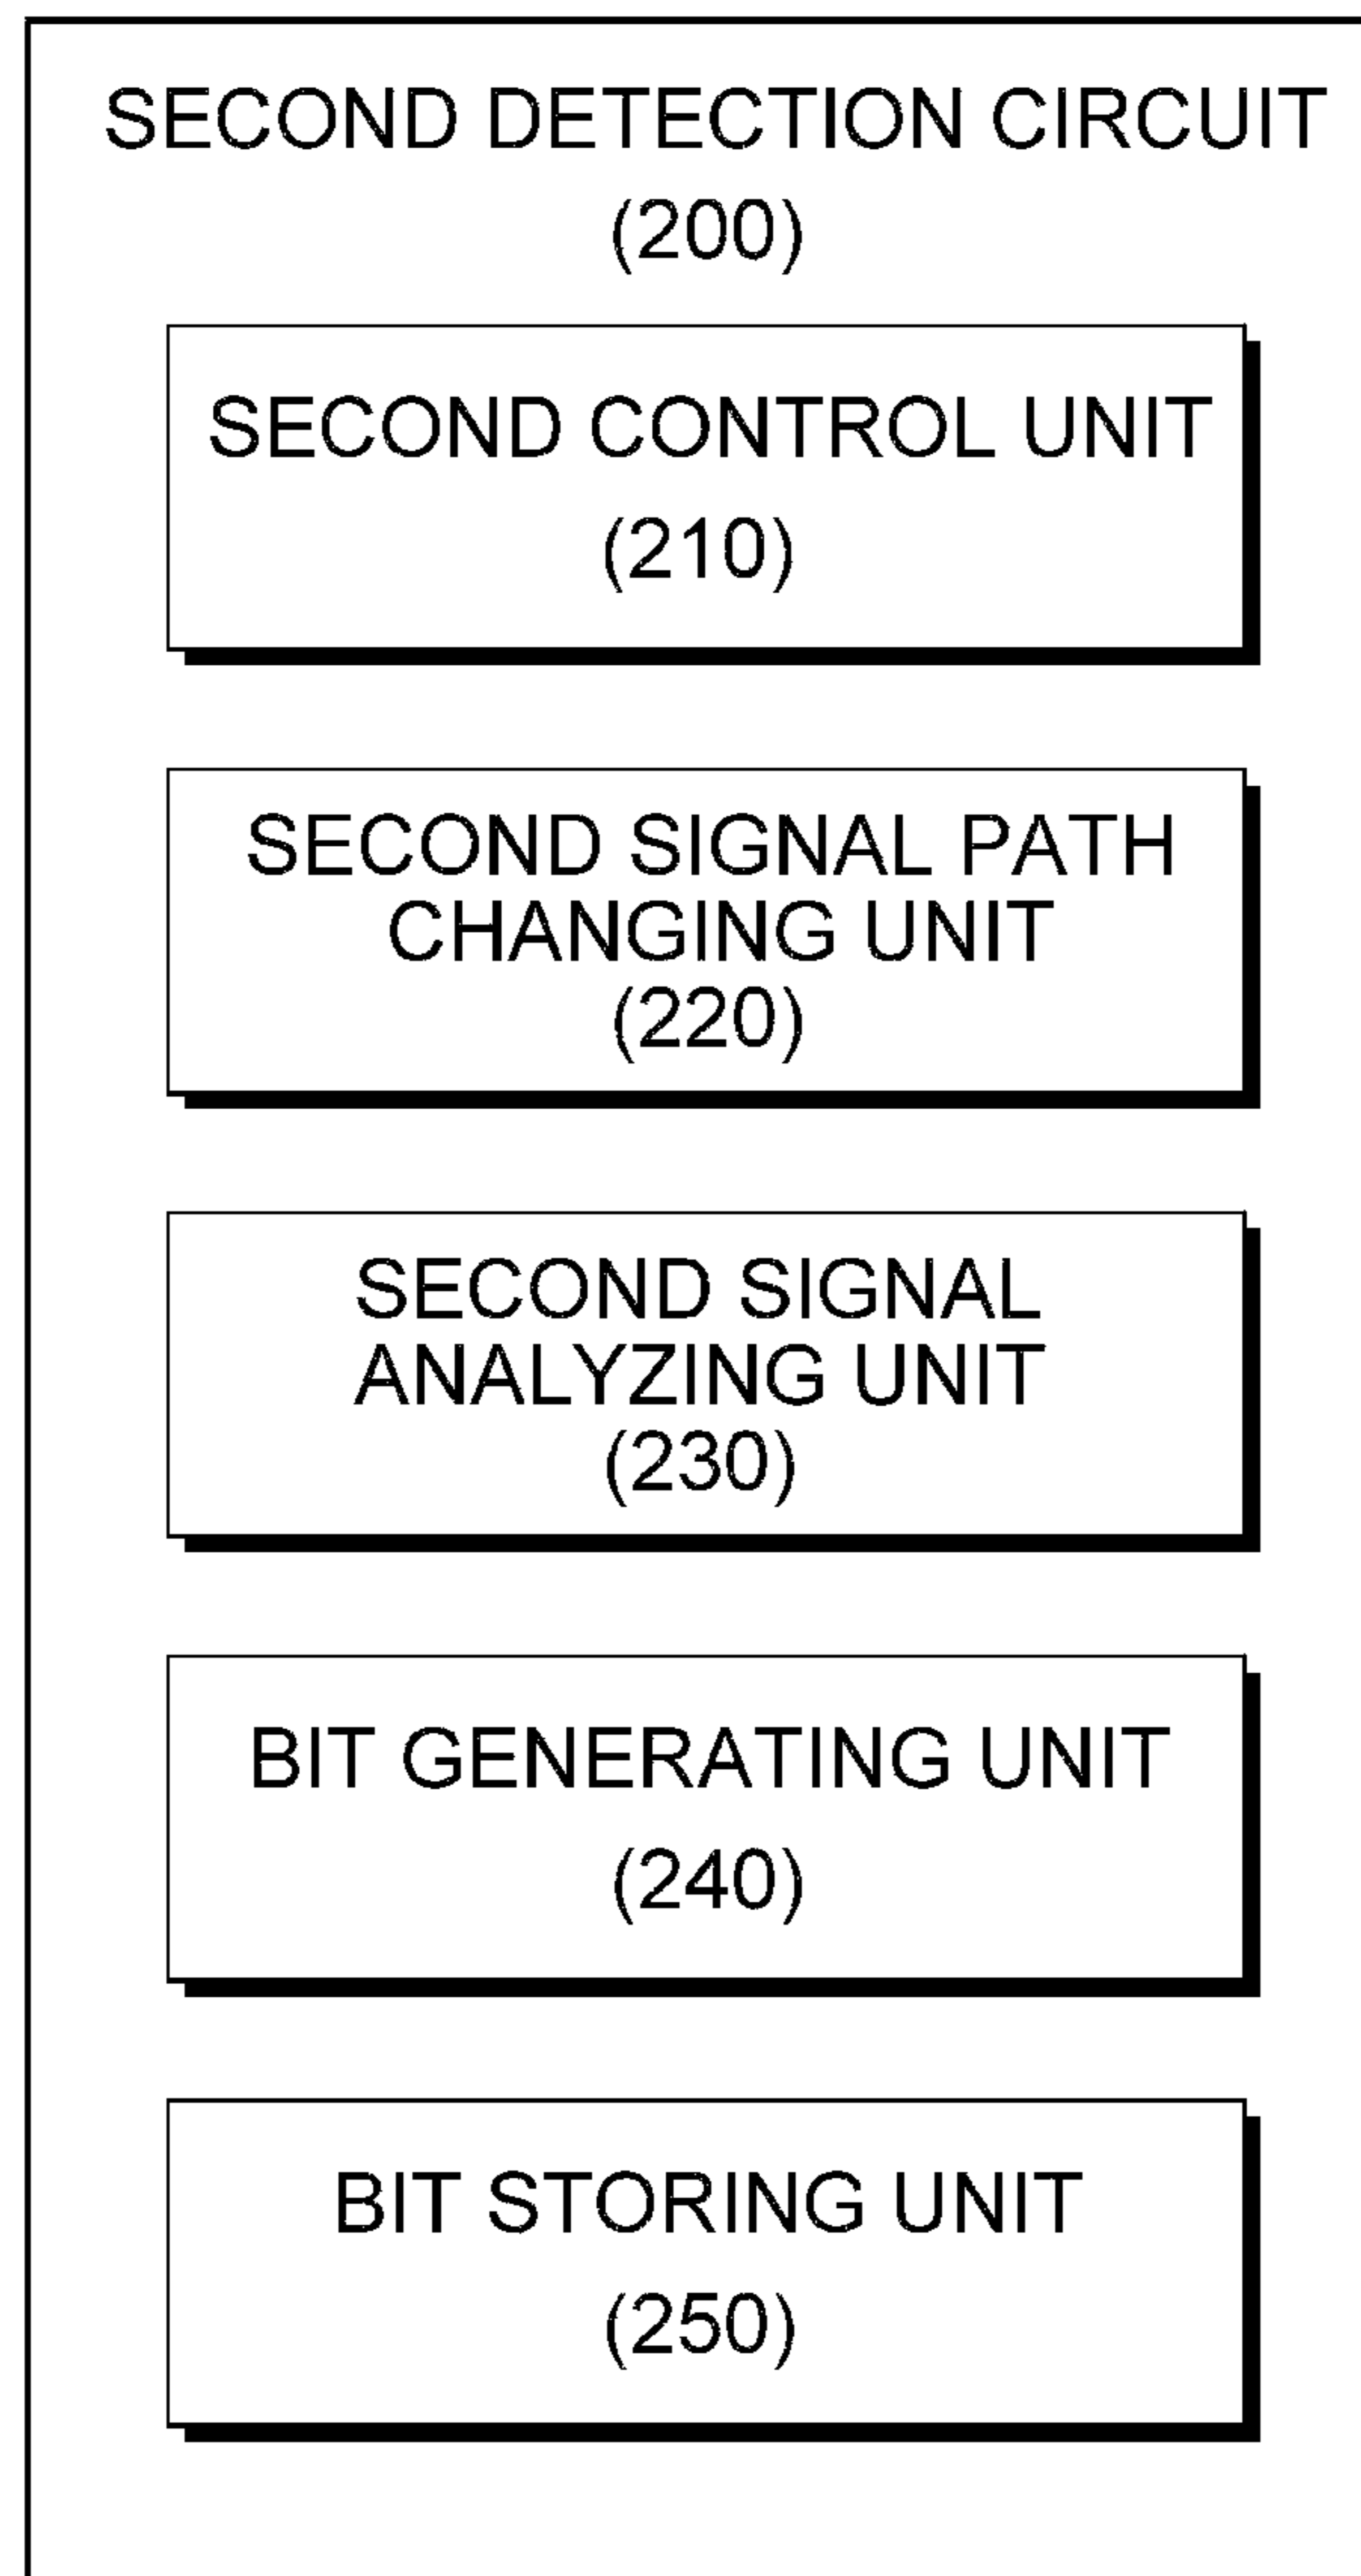 SECOND DETECTION CIRCUIT
(200)
SECOND CONTROL UNIT
(210)
SECOND SIGNAL PATH
CHANGING UNIT
(220)
SECOND SIGNAL
ANALYZING UNIT
(230)
BIT GENERATING UNIT
(240)
BIT STORING UNIT
(250)